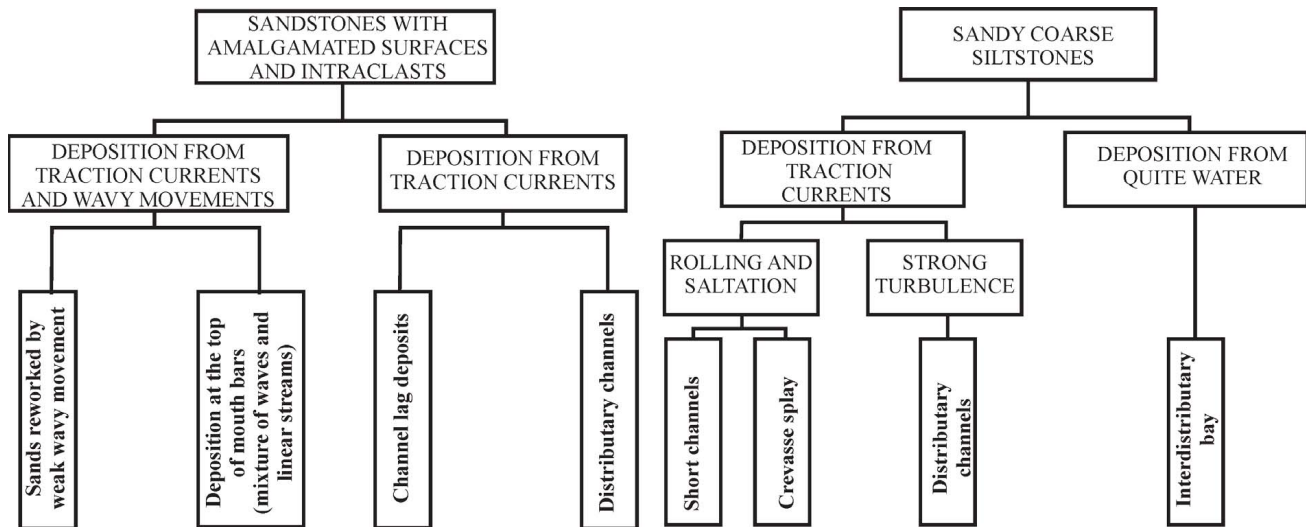 SANDSTONES WITH
AMALGAMATED SURFACES
AND INTRACLASTS
DEPOSITION FROM
TRACTION CURRENTS
AND WAVY MOVEMENTS
DEPOSITION FROM
TRACTION CURRENTS
Sands reworked by
weak wavy movement
Deposition at the top
of mouth bars
(mixture of waves and
linear streams)
Channel lag deposits
Distributary channels
SANDY COARSE
SILTSTONES
DEPOSITION FROM
TRACTION
CURRENTS
DEPOSITION FROM
QUITE WATER
ROLLING AND
SALTATION
STRONG
TURBULENCE
Short channels
Crevasse splay
Distributary
channels
Interdistributary
bay